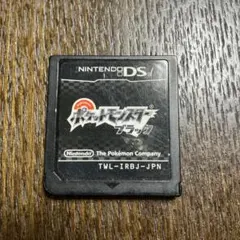 NINTENDO DS
ポケットモンスター
ブラック
Nintendo The Pokémon Company
TWL-IRBJ-JPN